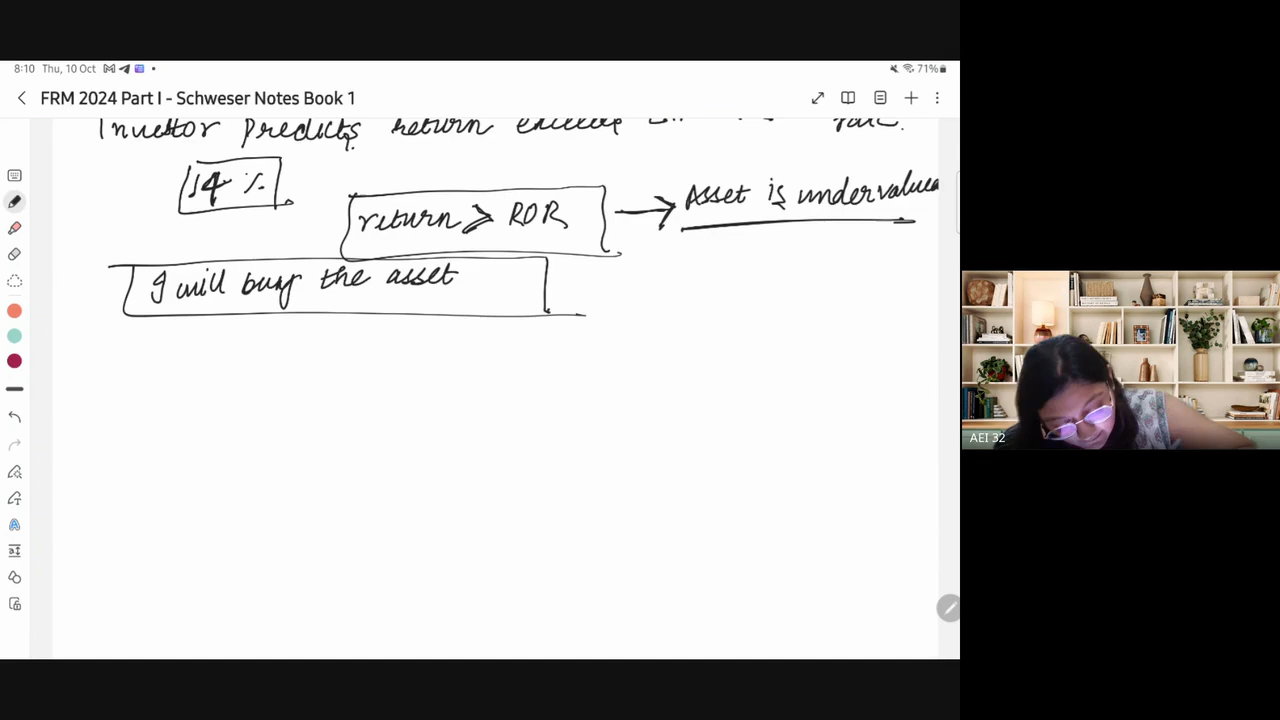 8:10 Thu, 10 Oct
71%
FRM 2024 Part I - Schweser Notes Book 1
Investor predicts return
14 %
return > ROR → Asset is undervalued
I will buy the asset
AEI 32